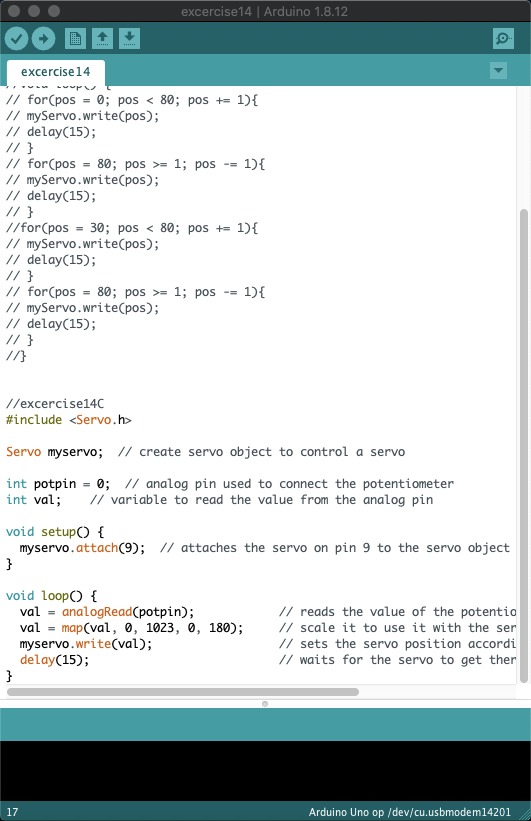 excercise14 | Arduino 1.8.12
excercise14
//void loop() {
// for(pos = 0; pos < 80; pos += 1){
// myServo.write(pos);
// delay(15);
// }
// for(pos = 80; pos >= 1; pos -= 1){
// myServo.write(pos);
// delay(15);
// }
//for(pos = 30; pos < 80; pos += 1){
// myServo.write(pos);
// delay(15);
// }
// for(pos = 80; pos >= 1; pos -= 1){
// myServo.write(pos);
// delay(15);
// }
//}
//excercise14C
#include <Servo.h>
Servo myservo;  // create servo object to control a servo
int potpin = 0;  // analog pin used to connect the potentiometer
int val;    // variable to read the value from the analog pin
void setup() {
  myservo.attach(9);  // attaches the servo on pin 9 to the servo object
}
void loop() {
  val = analogRead(potpin);            // reads the value of the potentio
  val = map(val, 0, 1023, 0, 180);     // scale it to use it with the ser
  myservo.write(val);                  // sets the servo position accordi
  delay(15);                           // waits for the servo to get ther
}
17
Arduino Uno op /dev/cu.usbmodem14201